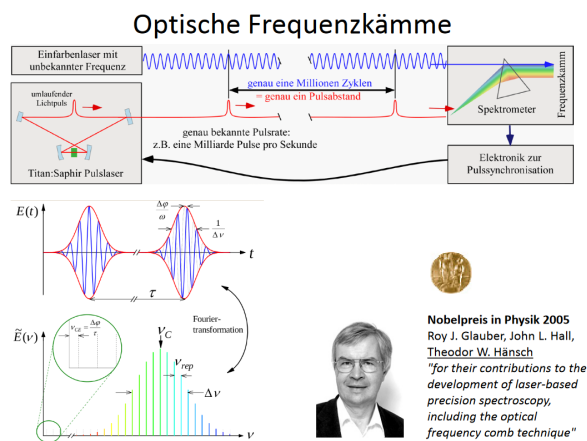 Optische Frequenzkämme
Einfarbenlaser mit
unbekannter Frequenz
genau eine Millionen Zyklen
= genau ein Pulsabstand
umlaufender
Lichtpuls
genau bekannte Pulsrate:
z.B. eine Milliarde Pulse pro Sekunde
Titan:Saphir Pulslaser
Spektrometer
Frequenzkamm
Elektronik zur
Pulssynchronisation
E(t)
Δφ/ω
1/Δν
t
τ
Fourier-
transformation
Ẽ(ν)
ν_CE = Δφ/τ
ν_C
ν_rep
Δν
ν
Nobelpreis in Physik 2005
Roy J. Glauber, John L. Hall,
Theodor W. Hänsch
"for their contributions to the
development of laser-based
precision spectroscopy,
including the optical
frequency comb technique"